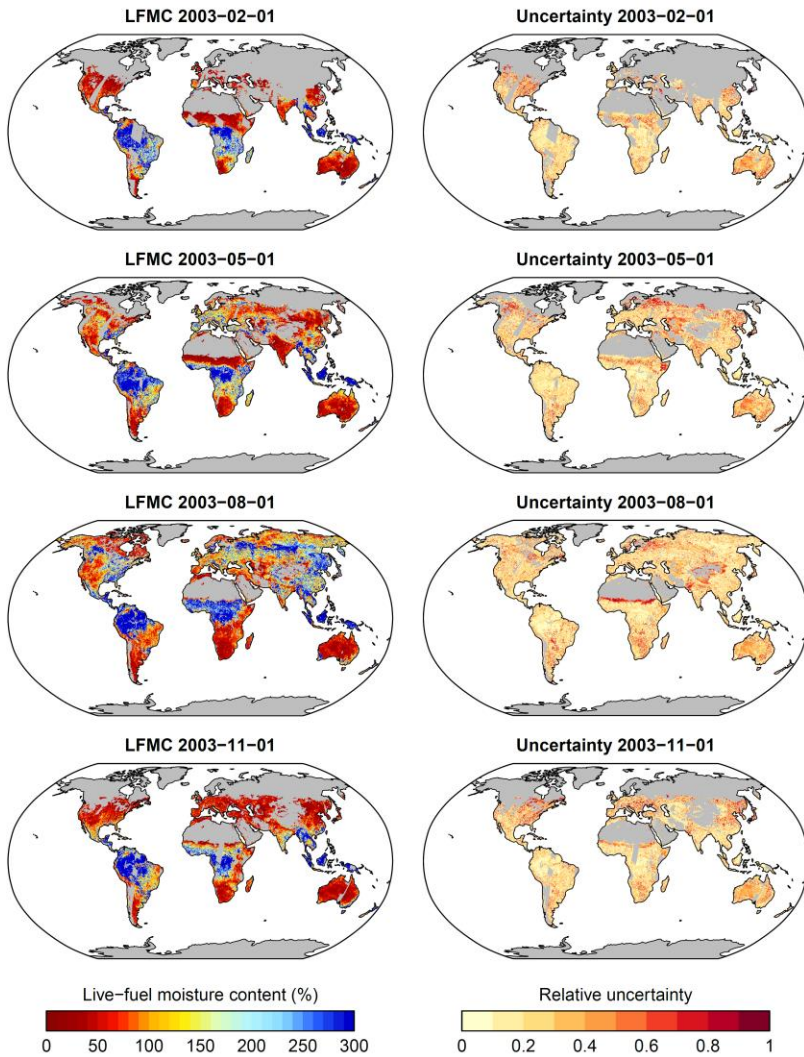 LFMC 2003−02−01
Uncertainty 2003−02−01
LFMC 2003−05−01
Uncertainty 2003−05−01
LFMC 2003−08−01
Uncertainty 2003−08−01
LFMC 2003−11−01
Uncertainty 2003−11−01
Live−fuel moisture content (%)
0 50 100 150 200 250 300
Relative uncertainty
0 0.2 0.4 0.6 0.8 1